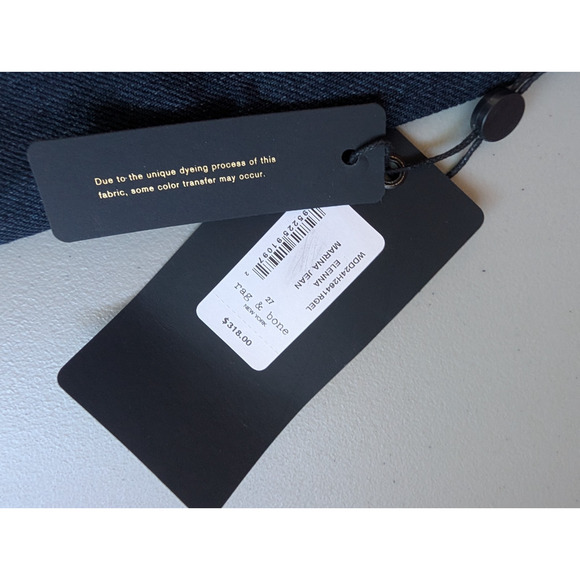 Due to the unique dyeing process of this
fabric, some color transfer may occur.
WDD24H2641RGEL
ELENNA
MARINA JEAN
27
rag & bone
NEW YORK
$318.00